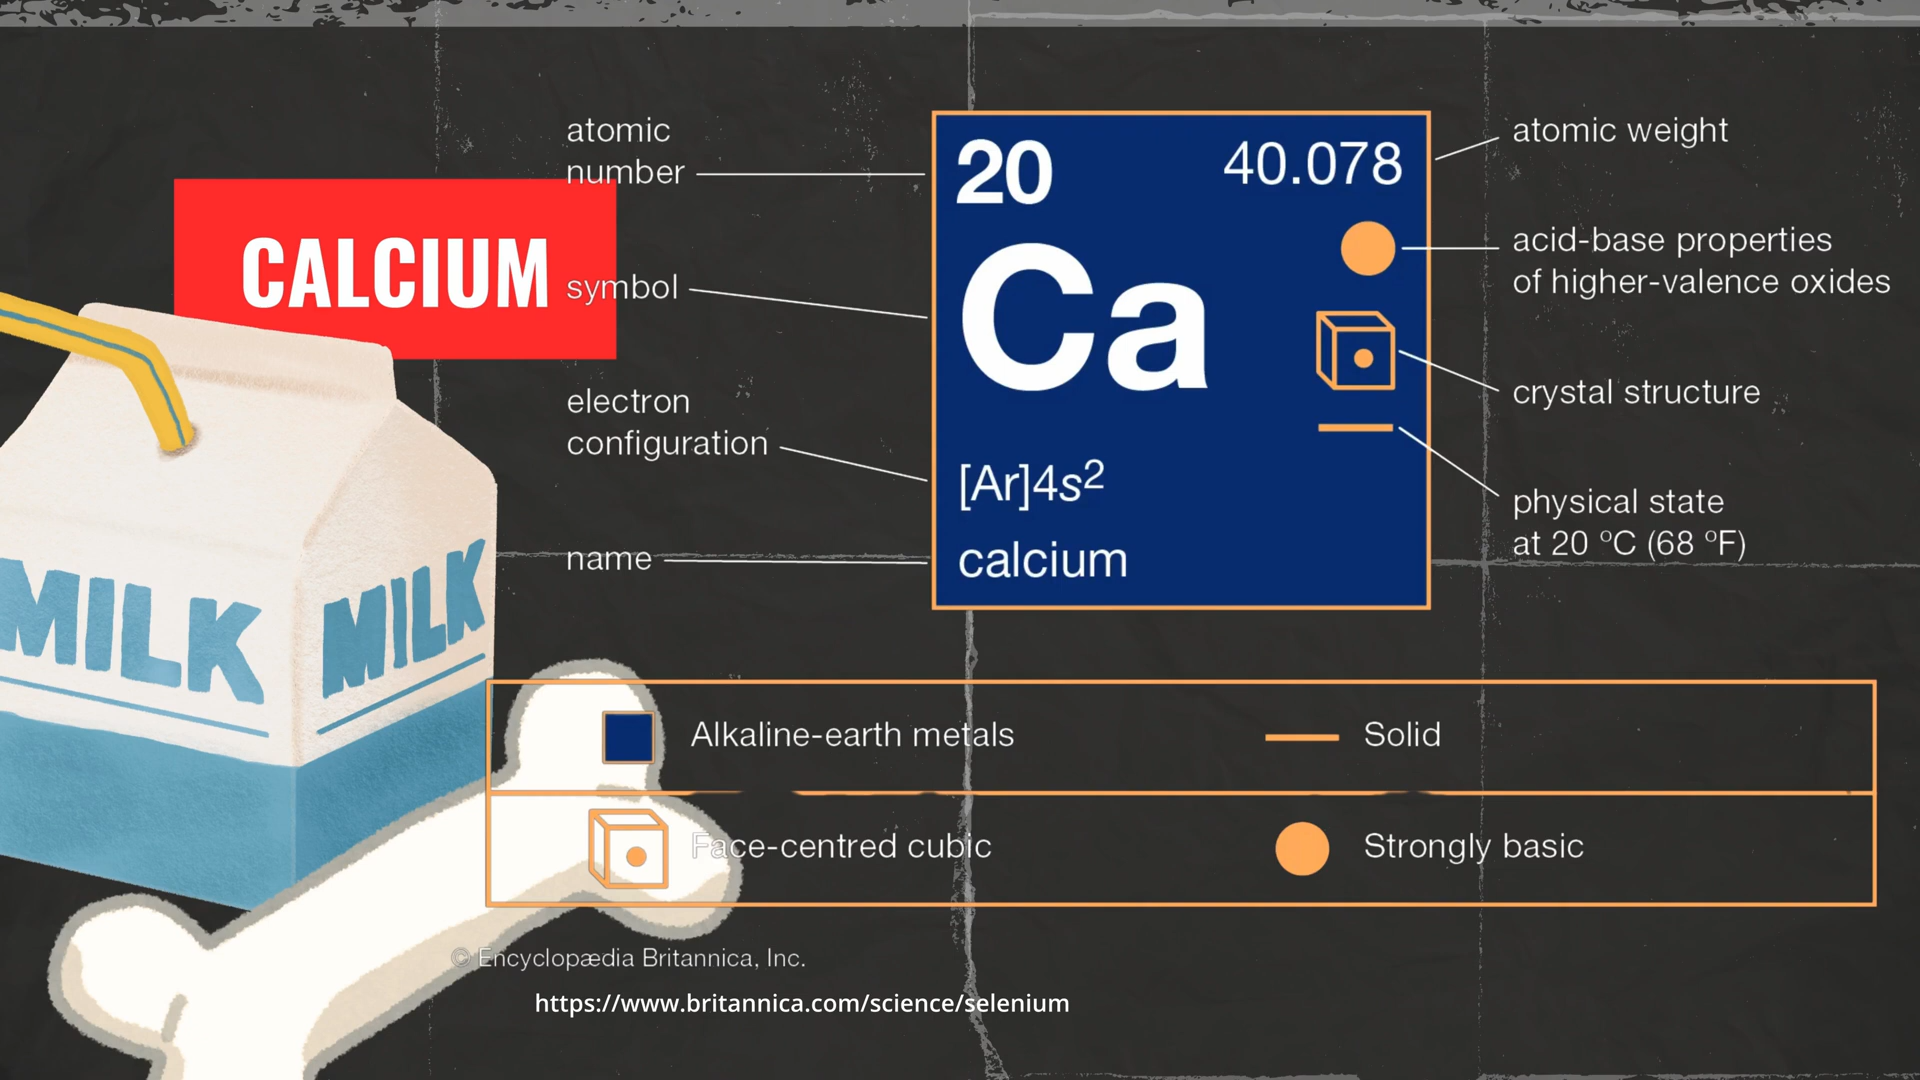 CALCIUM
MILK
MILK
atomic
number
symbol
electron
configuration
name
20
40.078
Ca
[Ar]4s²
calcium
atomic weight
acid-base properties
of higher-valence oxides
crystal structure
physical state
at 20 °C (68 °F)
Alkaline-earth metals
Solid
Face-centred cubic
Strongly basic
© Encyclopædia Britannica, Inc.
https://www.britannica.com/science/selenium